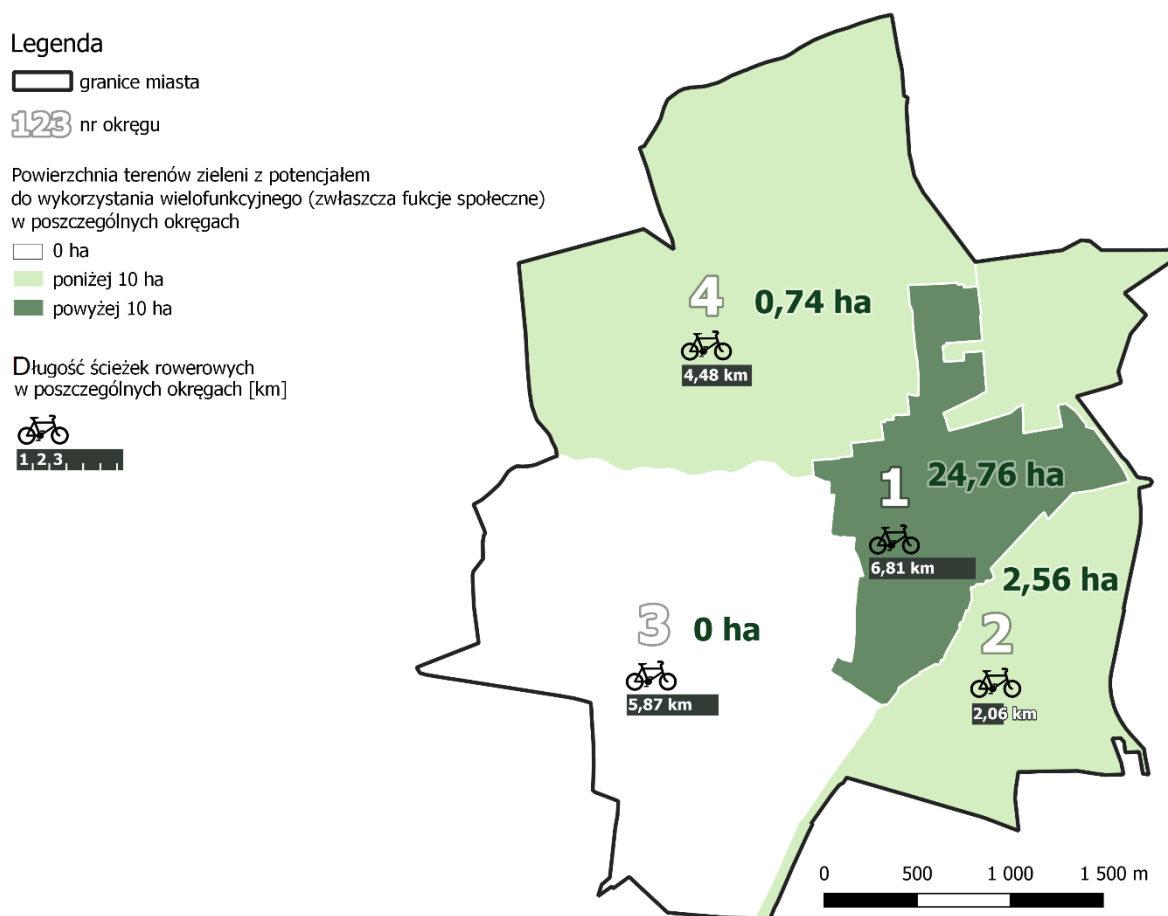 Legenda
granice miasta
123 nr okręgu
Powierzchnia terenów zieleni z potencjałem
do wykorzystania wielofunkcyjnego (zwłaszcza fukcje społeczne)
w poszczególnych okręgach
0 ha
poniżej 10 ha
powyżej 10 ha
Długość ścieżek rowerowych
w poszczególnych okręgach [km]
1 2 3
4 0,74 ha
4,48 km
1 24,76 ha
6,81 km
2,56 ha
2
2,06 km
3 0 ha
5,87 km
0 500 1 000 1 500 m